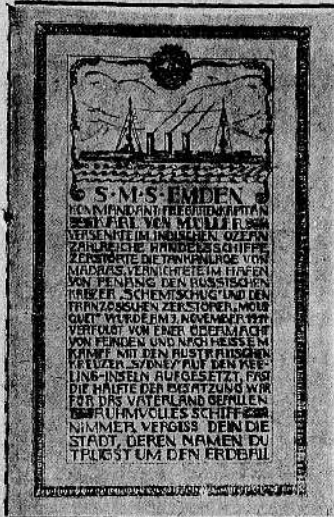 S·M·S·EMDEN
KOMMANDANT: FREGATTENKAPITÄN
KARL VON MÜLLER
VERSENKTE IM INDISCHEN OZEAN
ZAHLREICHE HANDELSSCHIFFE
ZERSTÖRTE DIE TANKANLAGE VON
MADRAS, VERNICHTETE IM HAFEN
VON PENANG DEN RUSSISCHEN
KREUZER „SCHEMTSCHUG" UND DEN
FRANZÖSISCHEN ZERSTÖRER „MOUS
QUET" WURDE AM 9. NOVEMBER 1914
VERFOLGT VON EINER ÜBERMACHT
VON FEINDEN UND NACH HEISSEM
KAMPF MIT DEN AUSTRALISCHEN
KREUZER „SYDNEY" AUF DEN KEE-
LING-INSELN AUFGESETZT. FAST
DIE HÄLFTE DER BESATZUNG WAR
FÜR DAS VATERLAND GEFALLEN
RUHMVOLLES SCHIFF
NIMMER VERGISS DEIN DIE
STADT, DEREN NAMEN DU
TRUGST UM DEN ERDBALL